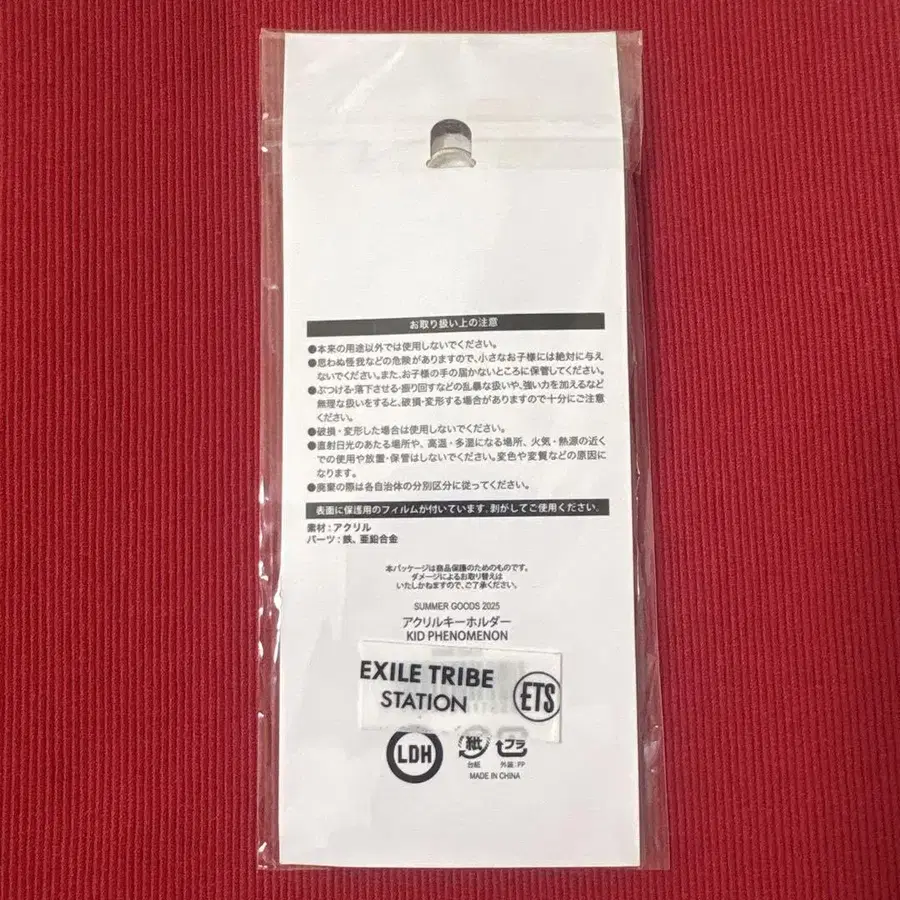 お取り扱い上の注意
●本来の用途以外では使用しないでください。
●思わぬ怪我などの危険がありますので、小さなお子様には絶対に与え
ないでください。また、お子様の手の届かないところに保管してください。
●ぶつける・落下させる・振り回すなどの乱暴な扱いや、強い力を加えるなど
無理な扱いをすると、破損・変形する場合がありますので十分にご注意
ください。
●破損・変形した場合は使用しないでください。
●直射日光のあたる場所や、高温・多湿になる場所、火気・熱源の近く
での使用や放置・保管はしないでください。変色や変質などの原因に
なります。
●廃棄の際は各自治体の分別区分に従ってください。
表面に保護用のフィルムが付いています。剥がしてご使用ください。
素材：アクリル
パーツ：鉄、亜鉛合金
本パッケージは商品保護のためのものです。
ダメージによるお取り替えは
いたしかねますので、ご了承ください。
SUMMER GOODS 2025
アクリルキーホルダー
KID PHENOMENON
EXILE TRIBE
STATION
ETS
LDH
紙
プラ
台紙
外装:PP
MADE IN CHINA